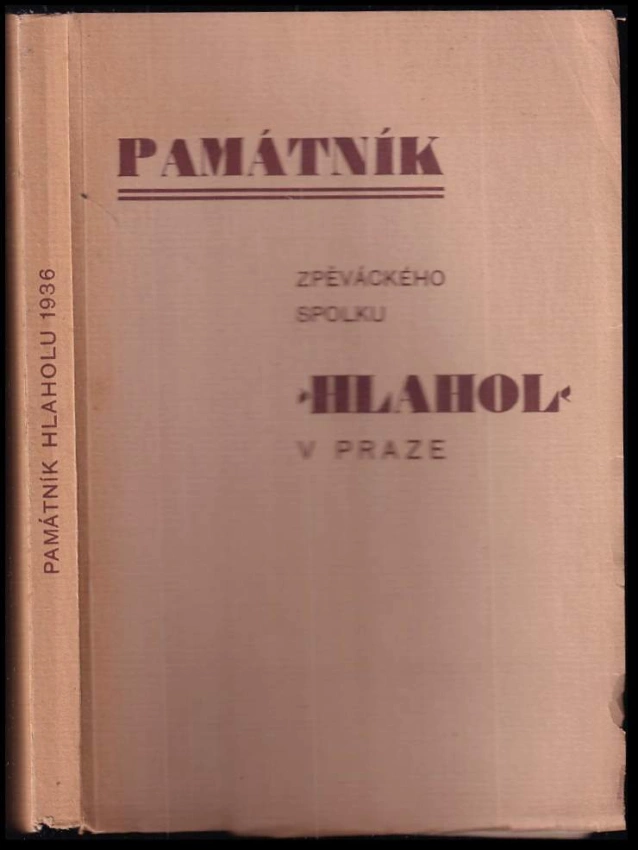 PAMÁTNÍK
ZPĚVÁCKÉHO
SPOLKU
›HLAHOL‹
V PRAZE
PAMÁTNÍK HLAHOLU 1936